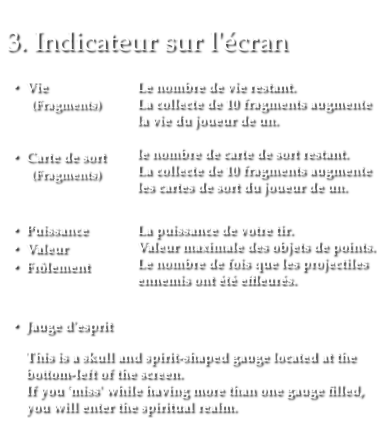 3. Indicateur sur l'écran
• Vie Le nombre de vie restant.
(Fragments) La collecte de 10 fragments augmente
la vie du joueur de un.
• Carte de sort le nombre de carte de sort restant.
(Fragments) La collecte de 10 fragments augmente
les cartes de sort du joueur de un.
• Puissance La puissance de votre tir.
• Valeur Valeur maximale des objets de points.
• Frôlement Le nombre de fois que les projectiles
ennemis ont été effleurés.
• Jauge d'esprit
This is a skull and spirit-shaped gauge located at the
bottom-left of the screen.
If you 'miss' while having more than one gauge filled,
you will enter the spiritual realm.